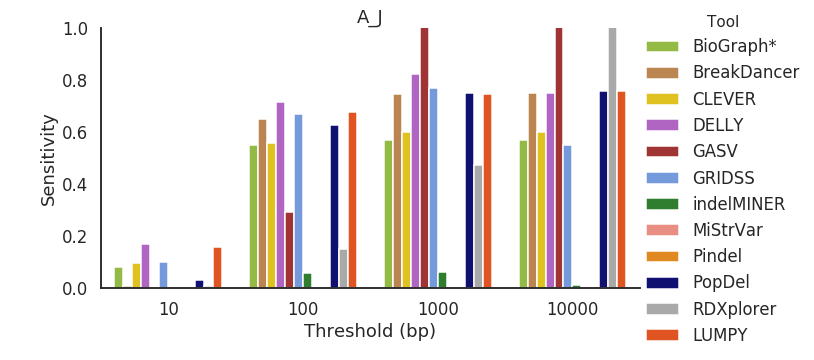 A_J
Sensitivity
1.0
0.8
0.6
0.4
0.2
0.0
10
100
1000
10000
Threshold (bp)
Tool
BioGraph*
BreakDancer
CLEVER
DELLY
GASV
GRIDSS
indelMINER
MiStrVar
Pindel
PopDel
RDXplorer
LUMPY